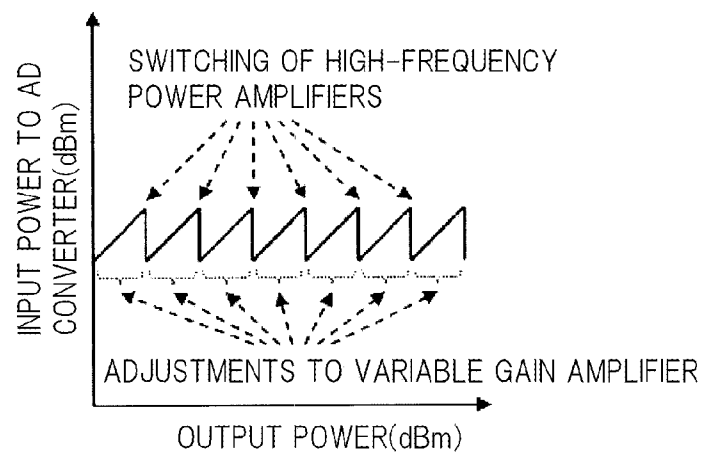 SWITCHING OF HIGH-FREQUENCY
POWER AMPLIFIERS
INPUT POWER TO AD
CONVERTER(dBm)
ADJUSTMENTS TO VARIABLE GAIN AMPLIFIER
OUTPUT POWER(dBm)